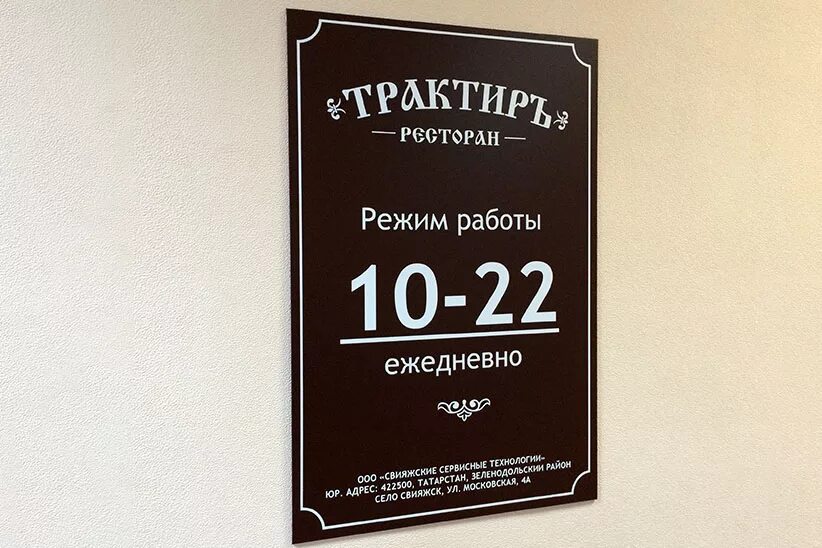 ТРАКТИРЪ
РЕСТОРАН
Режим работы
10-22
ежедневно
ООО «СВИЯЖСКИЕ СЕРВИСНЫЕ ТЕХНОЛОГИИ»
ЮР. АДРЕС: 422500, ТАТАРСТАН, ЗЕЛЕНОДОЛЬСКИЙ РАЙОН
СЕЛО СВИЯЖСК, УЛ. МОСКОВСКАЯ, 4А